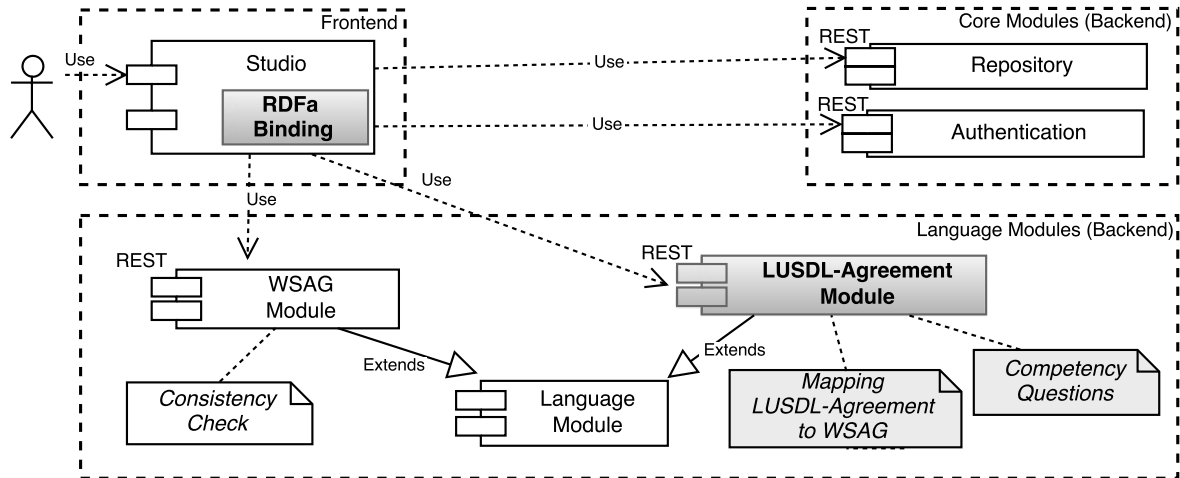 Frontend
Core Modules (Backend)
Use
Studio
RDFa
Binding
Use
REST
Repository
Use
REST
Authentication
Use
Use
Language Modules (Backend)
REST
WSAG
Module
REST
LUSDL-Agreement
Module
Extends
Extends
Consistency
Check
Language
Module
Mapping
LUSDL-Agreement
to WSAG
Competency
Questions